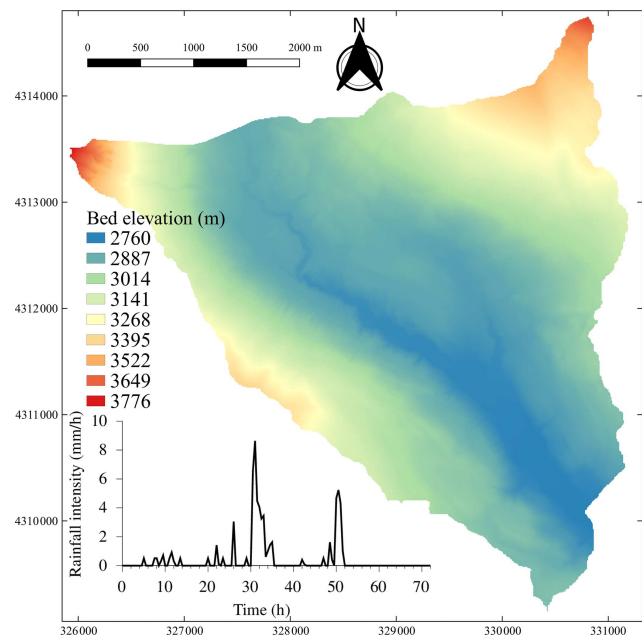 0 500 1000 1500 2000 m
N
4314000
4313000
4312000
4311000
4310000
Bed elevation (m)
2760
2887
3014
3141
3268
3395
3522
3649
3776
Rainfall intensity (mm/h)
10
8
6
4
2
0
0 10 20 30 40 50 60 70
Time (h)
326000 327000 328000 329000 330000 331000